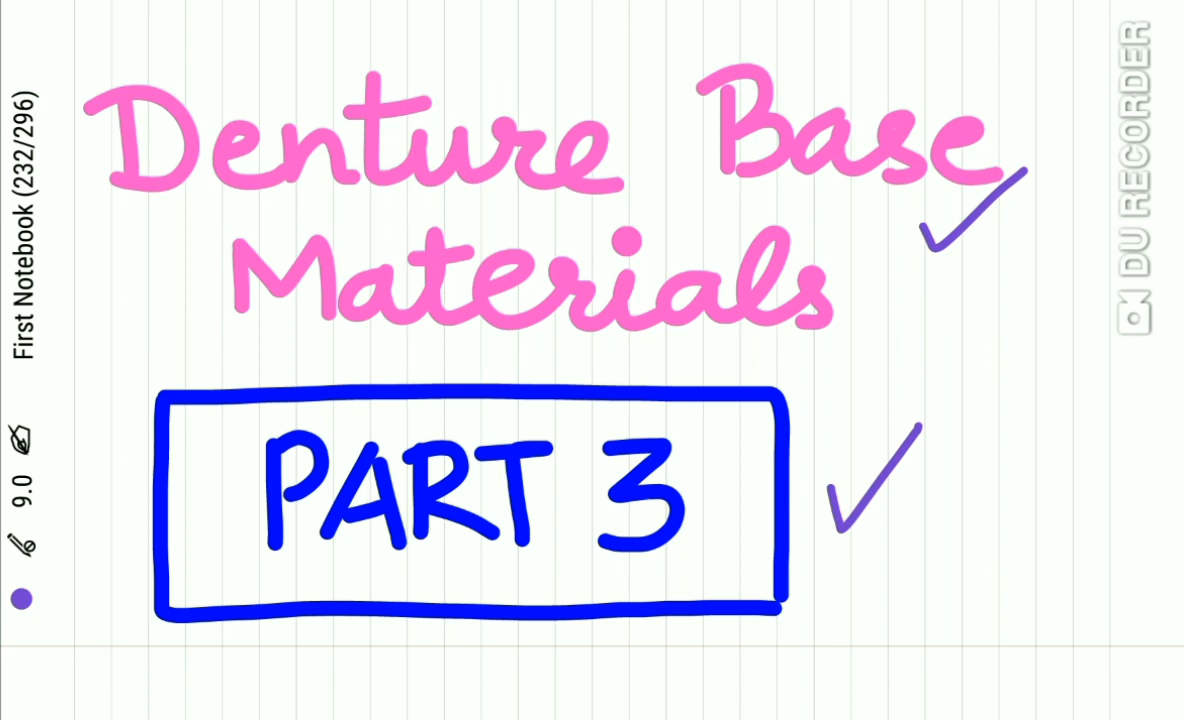 Denture Base
Materials
PART 3
First Notebook (232/296)
9.0
DU RECORDER